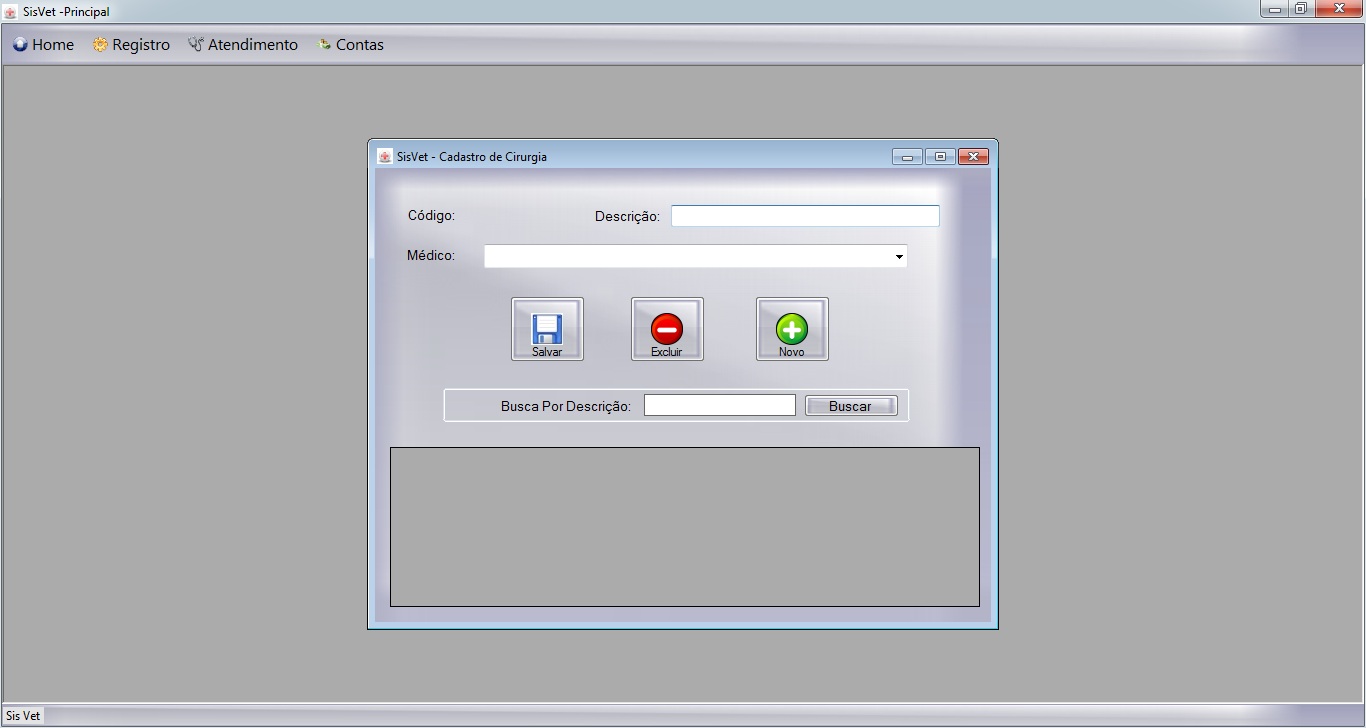 SisVet -Principal
Home Registro Atendimento Contas
SisVet - Cadastro de Cirurgia
Código: Descrição:
Médico:
Salvar Excluir Novo
Busca Por Descrição: Buscar
Sis Vet